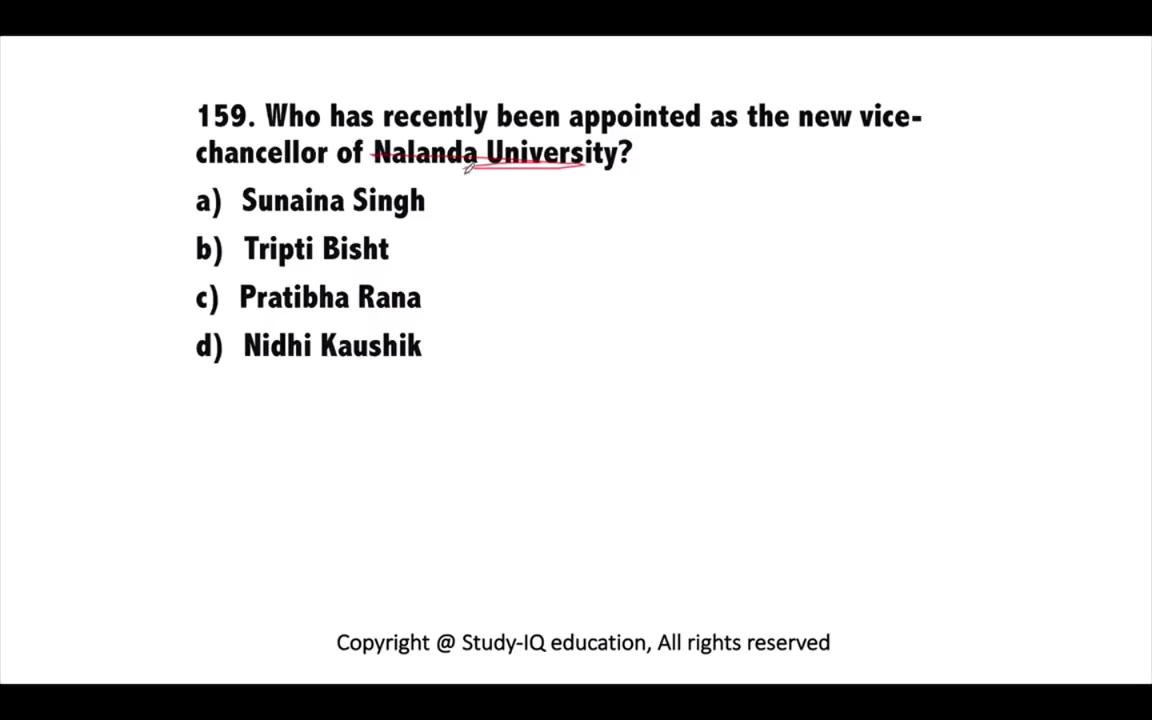 159. Who has recently been appointed as the new vice-
chancellor of Nalanda University?
a) Sunaina Singh
b) Tripti Bisht
c) Pratibha Rana
d) Nidhi Kaushik
Copyright @ Study-IQ education, All rights reserved